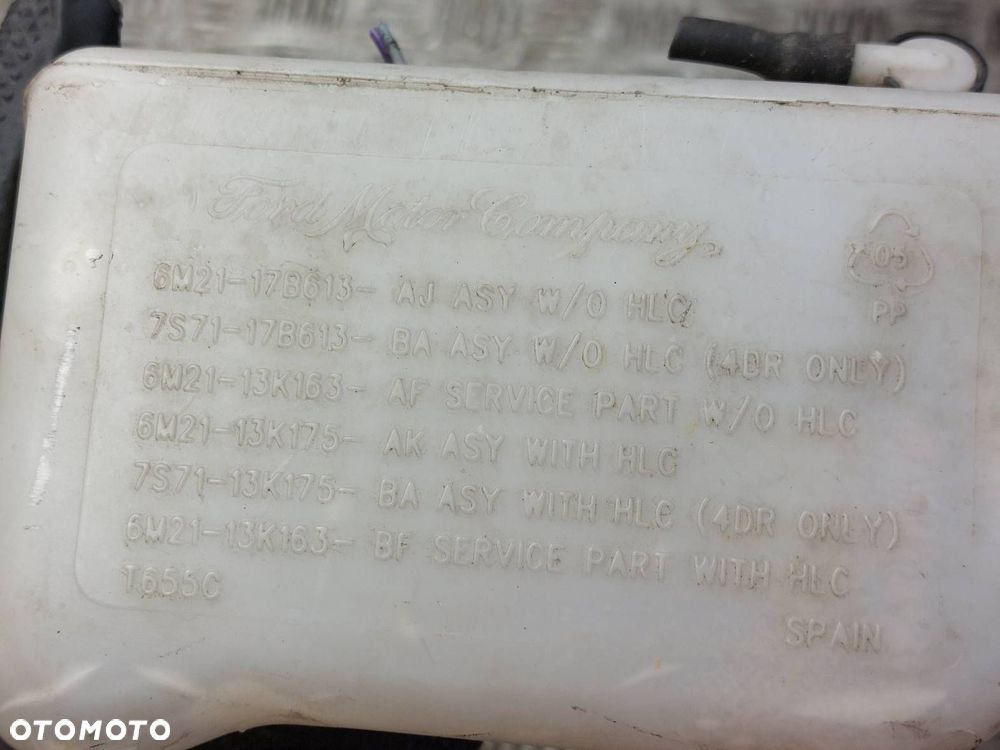 Ford Motor Company
05
PP
6M21-17B613- AJ ASY W/O HLC
7S71-17B613- BA ASY W/O HLC (4DR ONLY)
6M21-13K163- AF SERVICE PART W/O HLC
6M21-13K175- AK ASY WITH HLC
7S71-13K175- BA ASY WITH HLC (4DR ONLY)
6M21-13K163- BF SERVICE PART WITH HLC
T655C
SPAIN
OTOMOTO